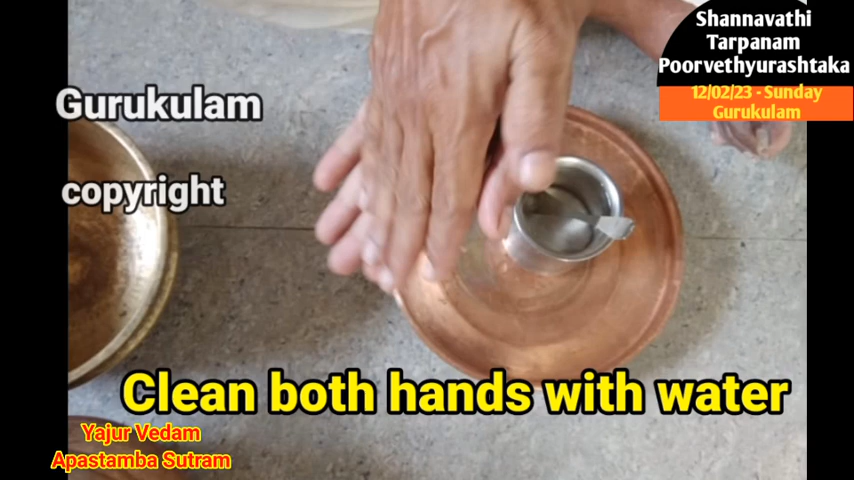 Shannavathi
Tarpanam
Poorvethyurashtaka
12/02/23 - Sunday
Gurukulam
Gurukulam
copyright
Clean both hands with water
Yajur Vedam
Apastamba Sutram